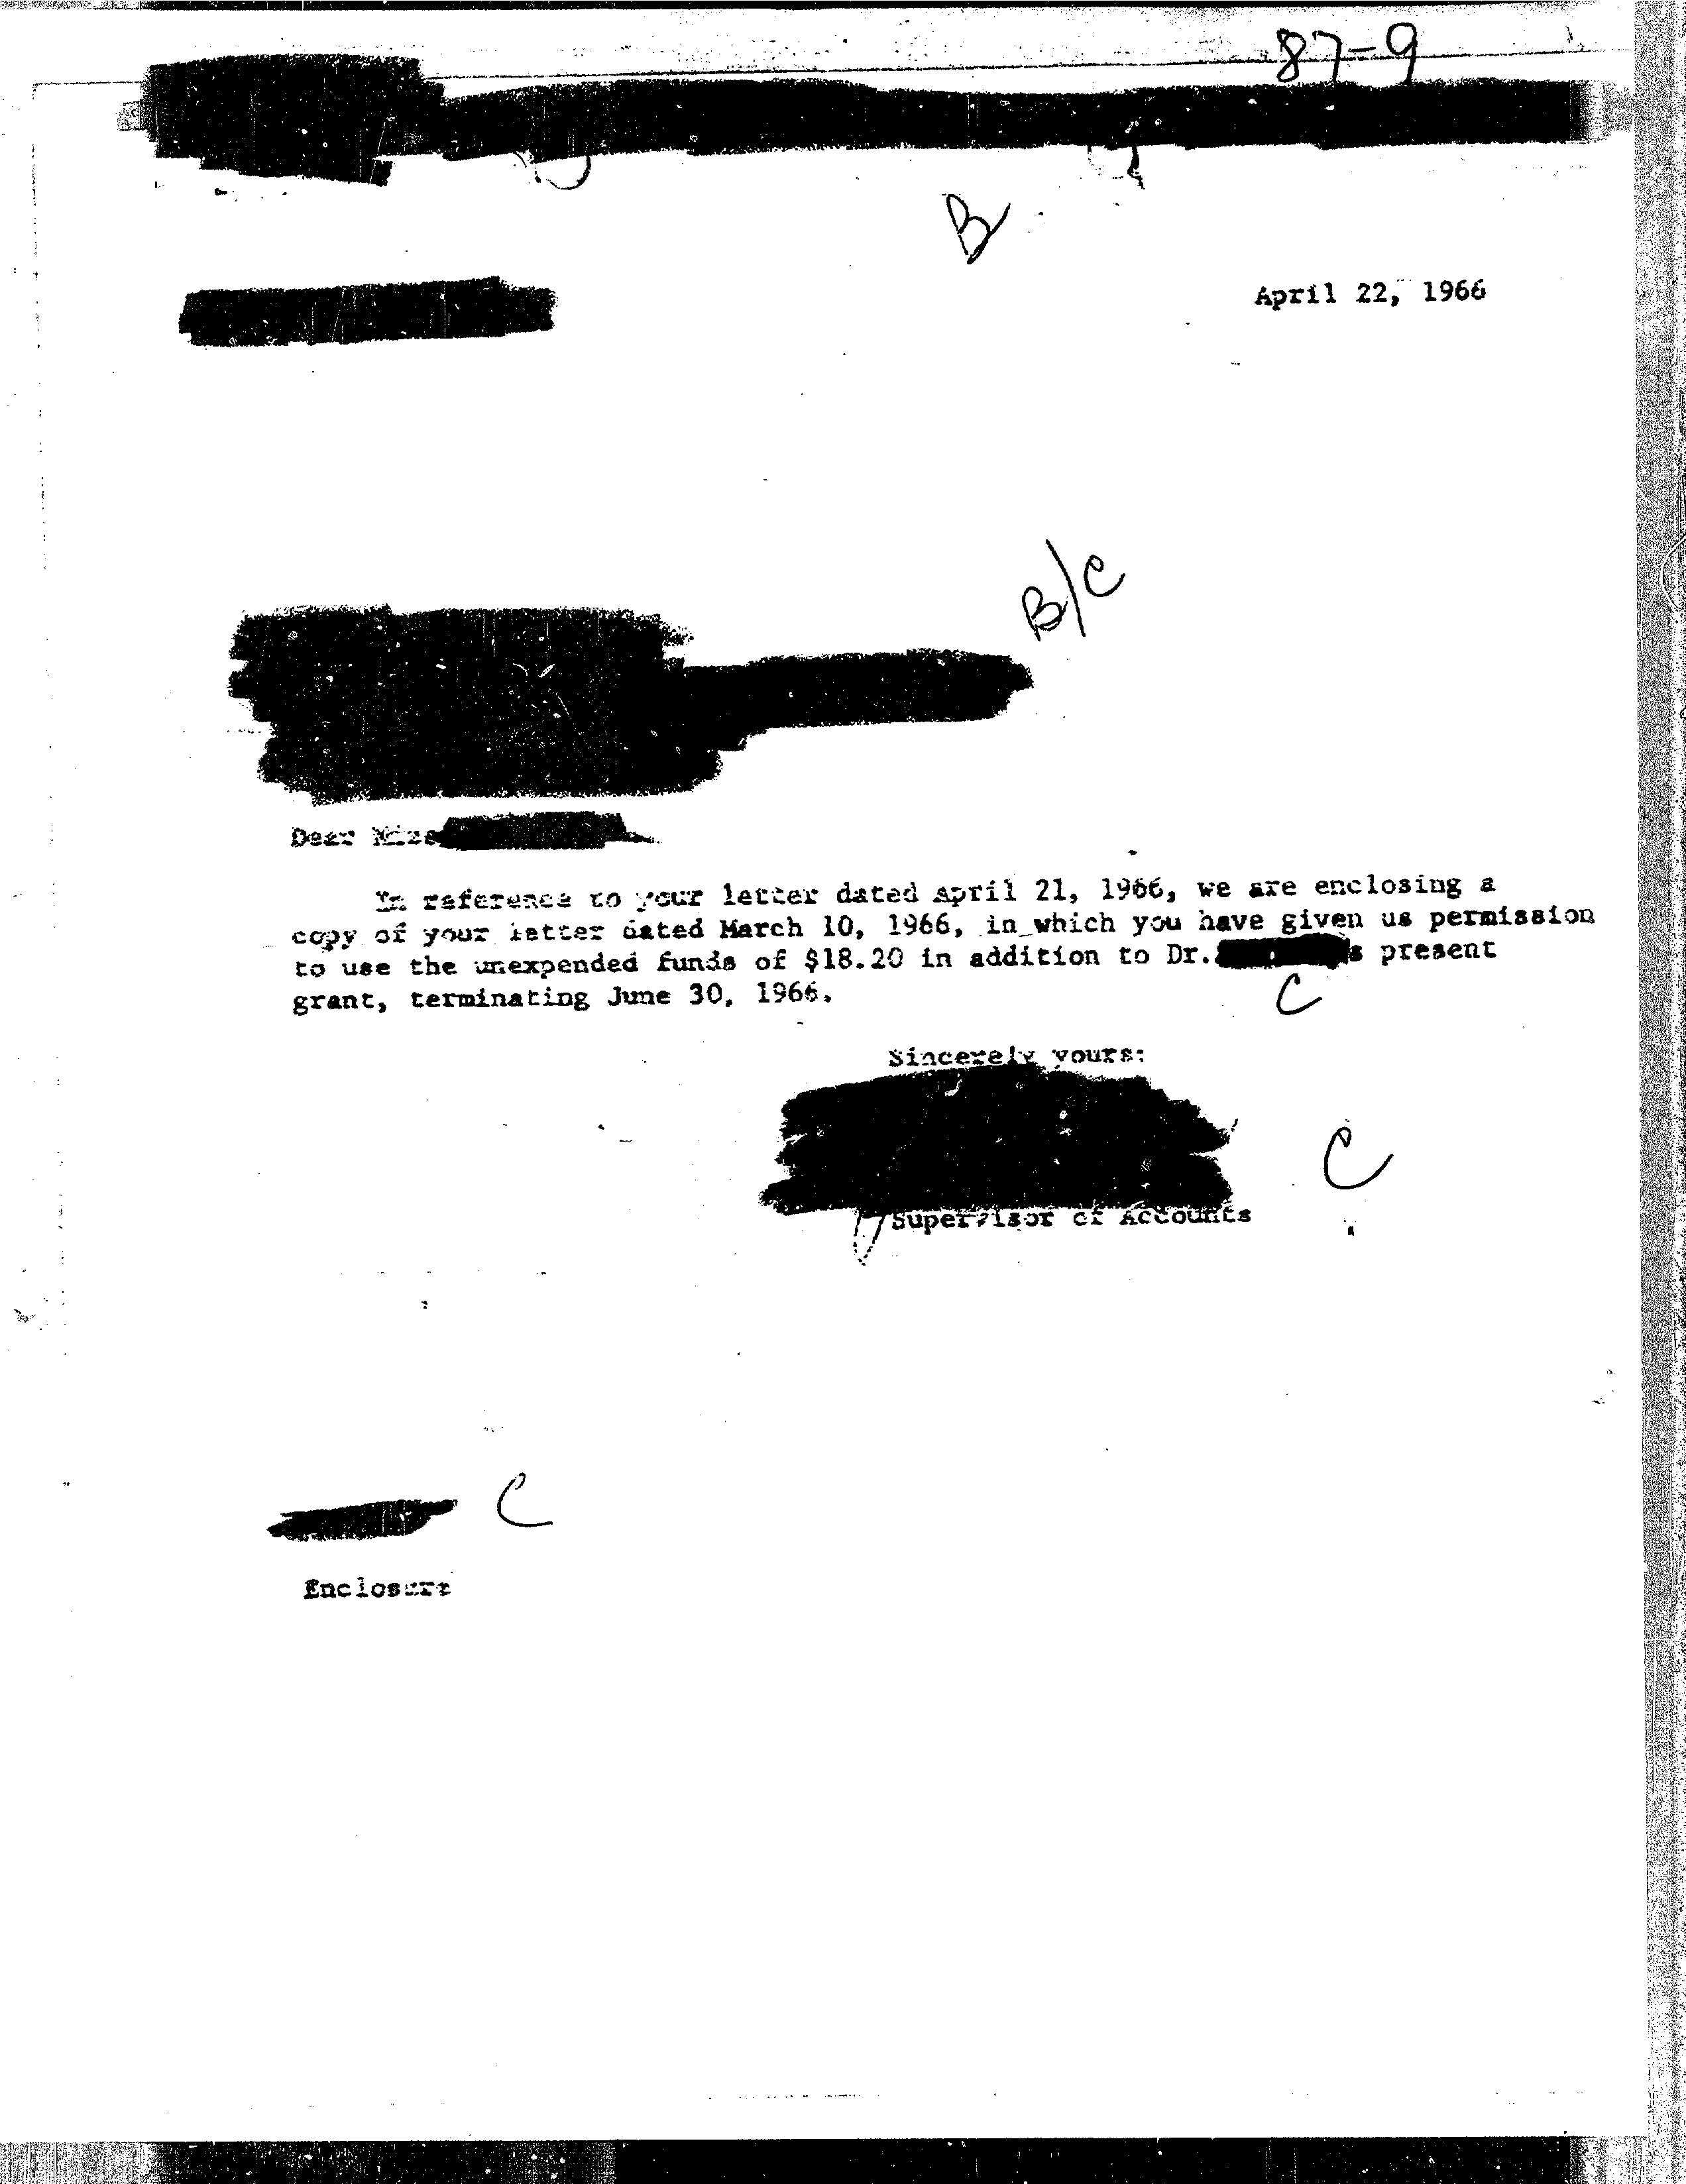 87-9
B
April 22, 1966
B/C
Dear Miss
In reference to your letter dated April 21, 1966, we are enclosing a
copy of your letter dated March 10, 1966, in which you have given us permission
to use the unexpended funds of $18.20 in addition to Dr. s present
grant, terminating June 30, 1966.
C
Sincerely yours:
C
Supervisor of Accounts
C
Enclosure